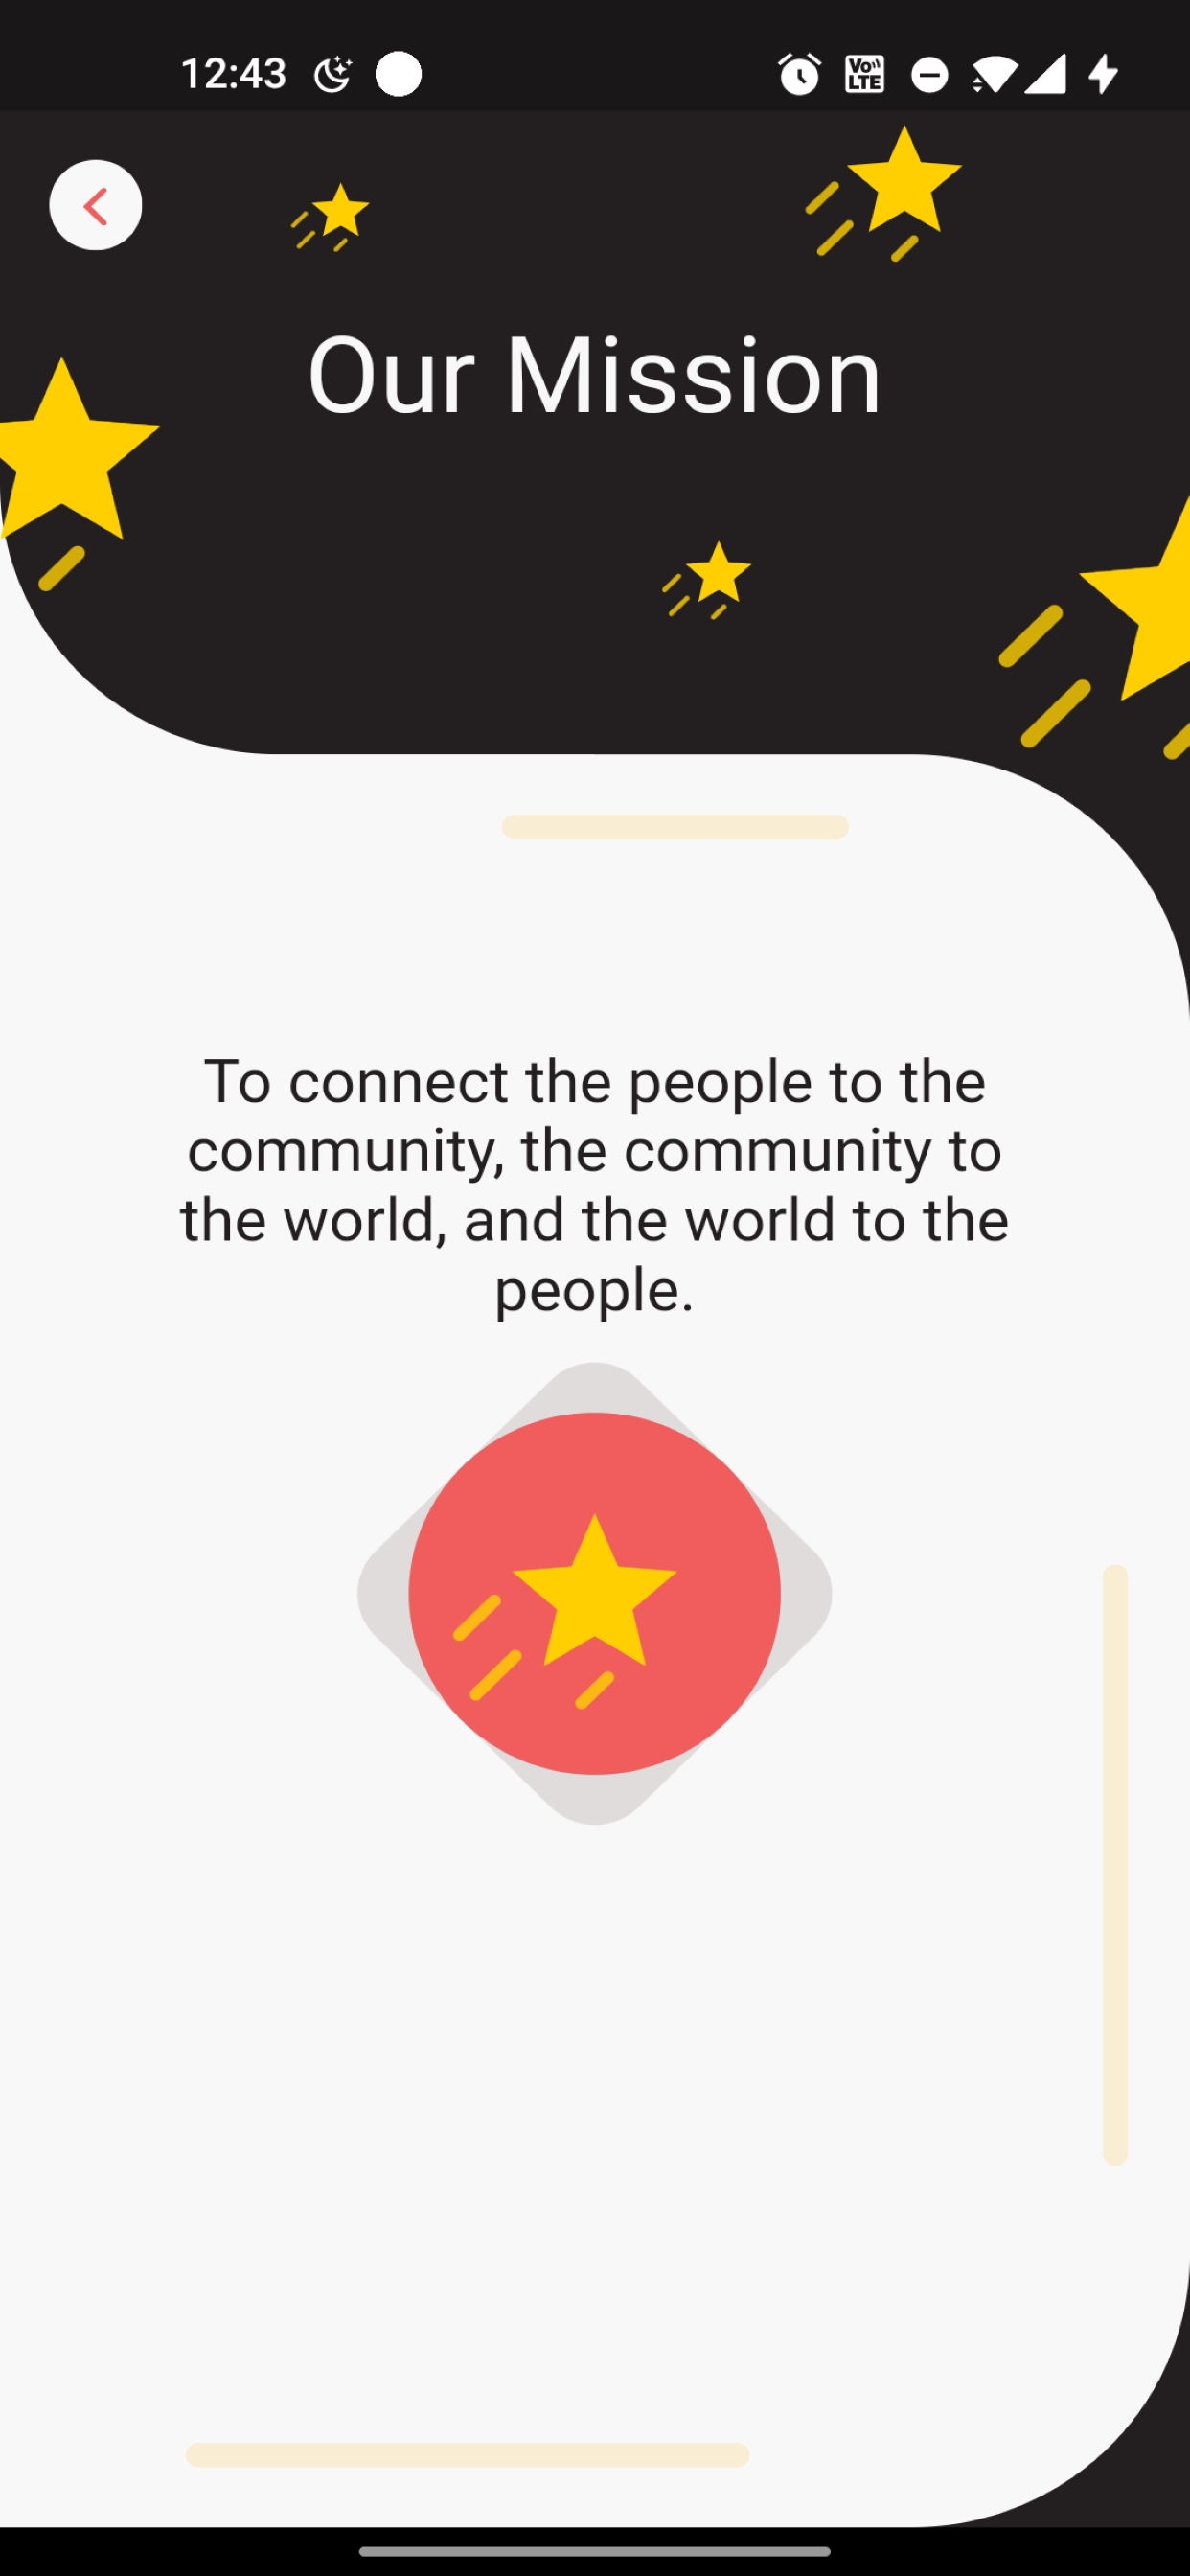 12:43
Vo LTE
Our Mission
To connect the people to the
community, the community to
the world, and the world to the
people.